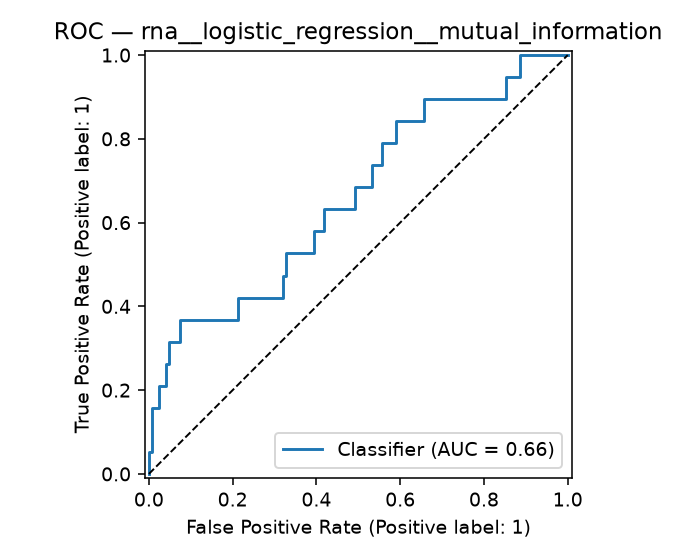 ROC — rna__logistic_regression__mutual_information
True Positive Rate (Positive label: 1)
1.0
0.8
0.6
0.4
0.2
0.0
Classifier (AUC = 0.66)
0.0 0.2 0.4 0.6 0.8 1.0
False Positive Rate (Positive label: 1)